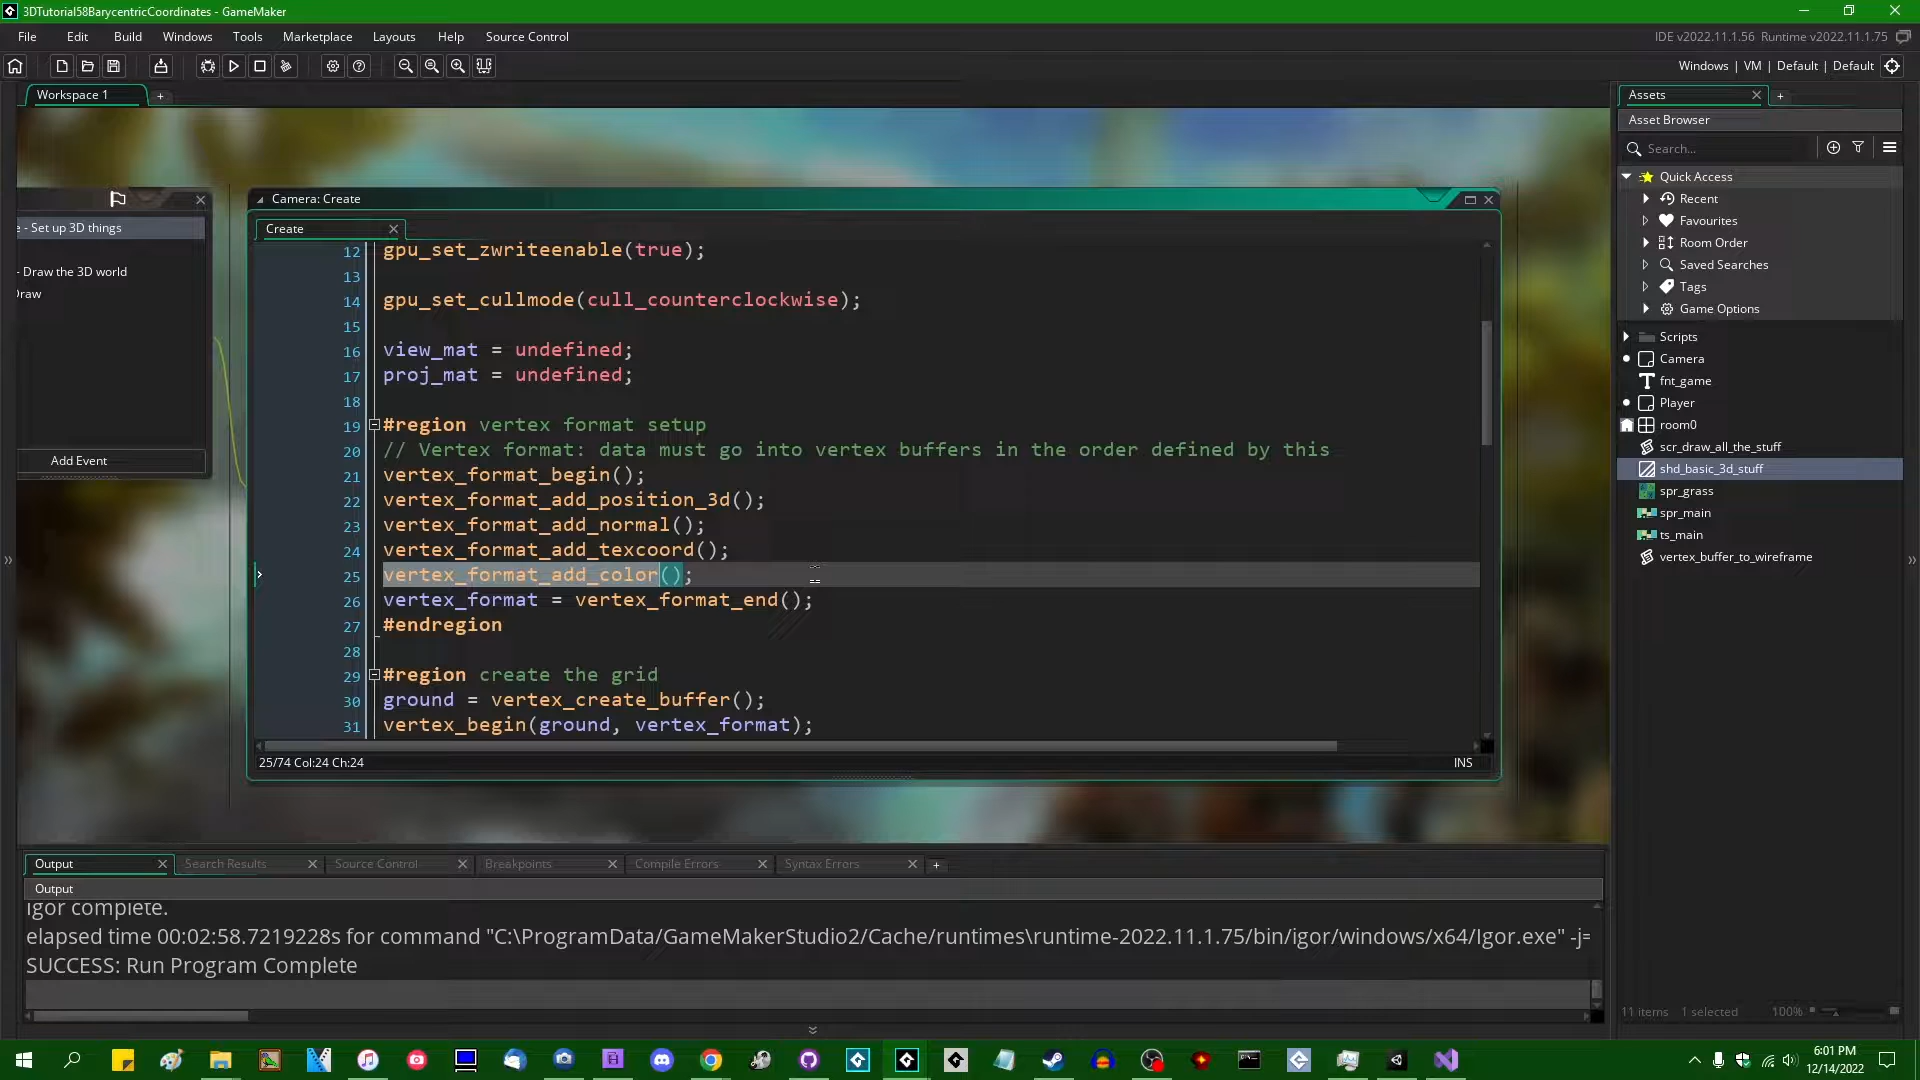 3DTutorial58BarycentricCoordinates - GameMaker
File Edit Build Windows Tools Marketplace Layouts Help Source Control
IDE v2022.11.1.56 Runtime v2022.11.1.75
Windows | VM | Default | Default
Workspace 1
e - Set up 3D things
- Draw the 3D world
Draw
Add Event
Camera: Create
Create
12 gpu_set_zwriteenable(true);
13
14 gpu_set_cullmode(cull_counterclockwise);
15
16 view_mat = undefined;
17 proj_mat = undefined;
18
19 #region vertex format setup
20 // Vertex format: data must go into vertex buffers in the order defined by this
21 vertex_format_begin();
22 vertex_format_add_position_3d();
23 vertex_format_add_normal();
24 vertex_format_add_texcoord();
25 vertex_format_add_color();
26 vertex_format = vertex_format_end();
27 #endregion
28
29 #region create the grid
30 ground = vertex_create_buffer();
31 vertex_begin(ground, vertex_format);
25/74 Col:24 Ch:24
INS
Assets
Asset Browser
Search...
Quick Access
Recent
Favourites
Room Order
Saved Searches
Tags
Game Options
Scripts
Camera
fnt_game
Player
room0
scr_draw_all_the_stuff
shd_basic_3d_stuff
spr_grass
spr_main
ts_main
vertex_buffer_to_wireframe
11 items 1 selected 100%
Output Search Results Source Control Breakpoints Compile Errors Syntax Errors
Output
Igor complete.
elapsed time 00:02:58.7219228s for command "C:\ProgramData/GameMakerStudio2/Cache/runtimes\runtime-2022.11.1.75/bin/igor/windows/x64/Igor.exe" -j=
SUCCESS: Run Program Complete
6:01 PM
12/14/2022